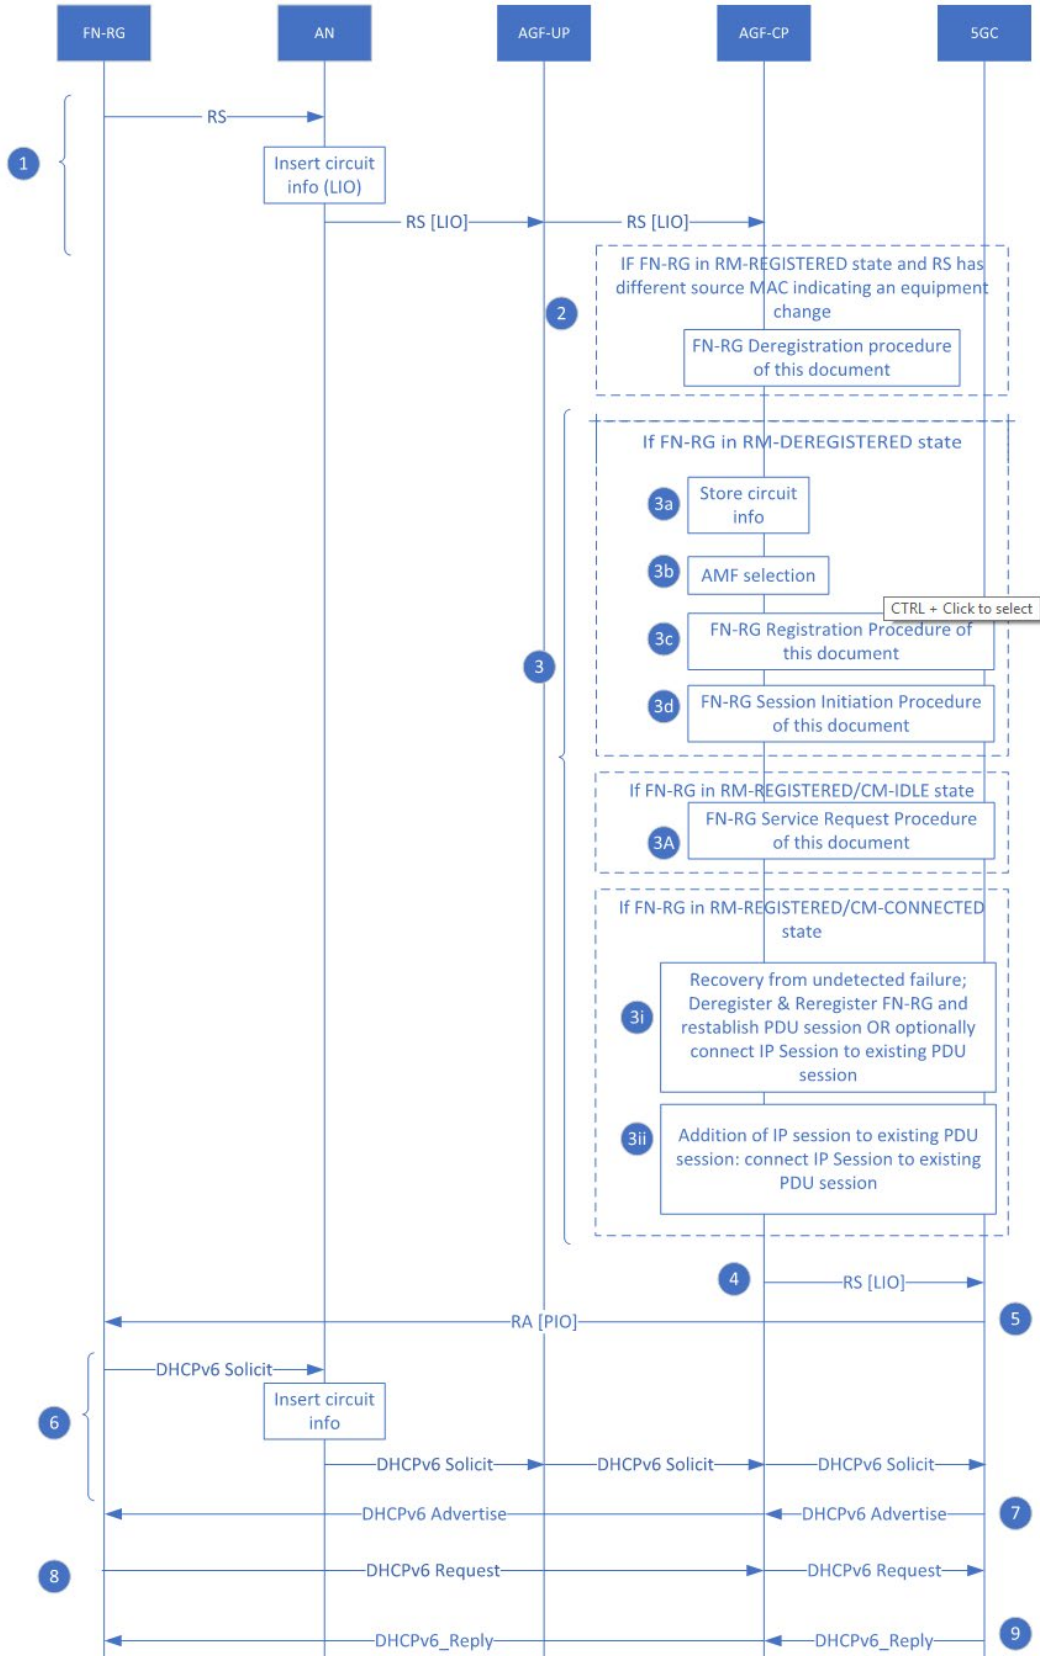 FN-RG AN AGF-UP AGF-CP 5GC
RS
1
Insert circuit
info (LIO)
RS [LIO] RS [LIO]
IF FN-RG in RM-REGISTERED state and RS has
different source MAC indicating an equipment
change
2
FN-RG Deregistration procedure
of this document
If FN-RG in RM-DEREGISTERED state
3a
Store circuit
info
3b
AMF selection
CTRL + Click to select
3
3c
FN-RG Registration Procedure of
this document
3d
FN-RG Session Initiation Procedure
of this document
If FN-RG in RM-REGISTERED/CM-IDLE state
3A
FN-RG Service Request Procedure
of this document
If FN-RG in RM-REGISTERED/CM-CONNECTED
state
3i
Recovery from undetected failure;
Deregister & Reregister FN-RG and
restablish PDU session OR optionally
connect IP Session to existing PDU
session
3ii
Addition of IP session to existing PDU
session: connect IP Session to existing
PDU session
4
RS [LIO]
RA [PIO]
5
DHCPv6 Solicit
6
Insert circuit
info
DHCPv6 Solicit DHCPv6 Solicit DHCPv6 Solicit
DHCPv6 Advertise DHCPv6 Advertise
7
8
DHCPv6 Request DHCPv6 Request
DHCPv6_Reply DHCPv6_Reply
9